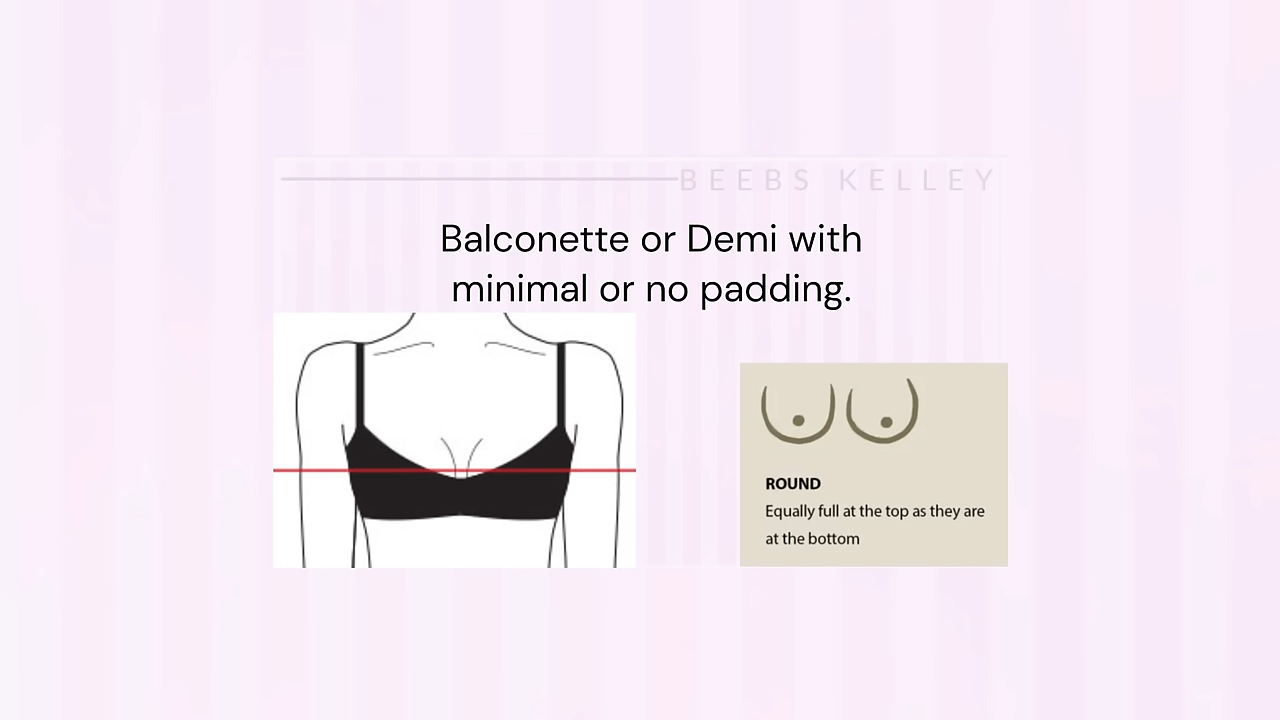 BEEBS KELLEY
Balconette or Demi with
minimal or no padding.
ROUND
Equally full at the top as they are
at the bottom